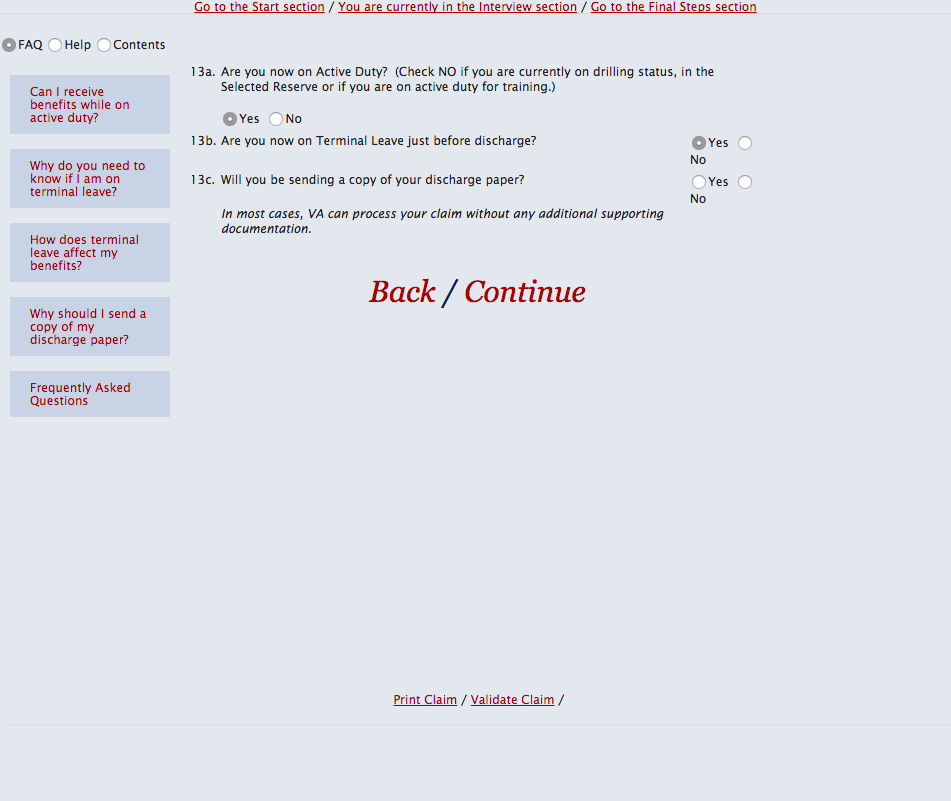 Go to the Start section / You are currently in the Interview section / Go to the Final Steps section
FAQ Help Contents
Can I receive
benefits while on
active duty?
Why do you need to
know if I am on
terminal leave?
How does terminal
leave affect my
benefits?
Why should I send a
copy of my
discharge paper?
Frequently Asked
Questions
13a. Are you now on Active Duty? (Check NO if you are currently on drilling status, in the
Selected Reserve or if you are on active duty for training.)
Yes No
13b. Are you now on Terminal Leave just before discharge? Yes
No
13c. Will you be sending a copy of your discharge paper? Yes
No
In most cases, VA can process your claim without any additional supporting
documentation.
Back / Continue
Print Claim / Validate Claim /